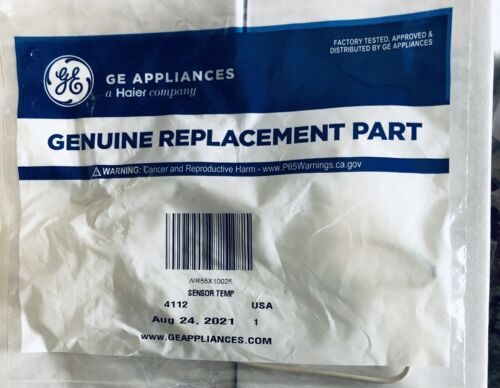 FACTORY TESTED, APPROVED &
DISTRIBUTED BY GE APPLIANCES
GE
GE APPLIANCES
a Haier company
GENUINE REPLACEMENT PART
WARNING: Cancer and Reproductive Harm - www.P65Warnings.ca.gov
WR55X10025
SENSOR TEMP
4112 USA
Aug 24, 2021 1
WWW.GEAPPLIANCES.COM